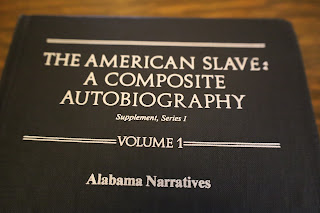 THE AMERICAN SLAVE:
A COMPOSITE
AUTOBIOGRAPHY
Supplement, Series 1
VOLUME 1
Alabama Narratives